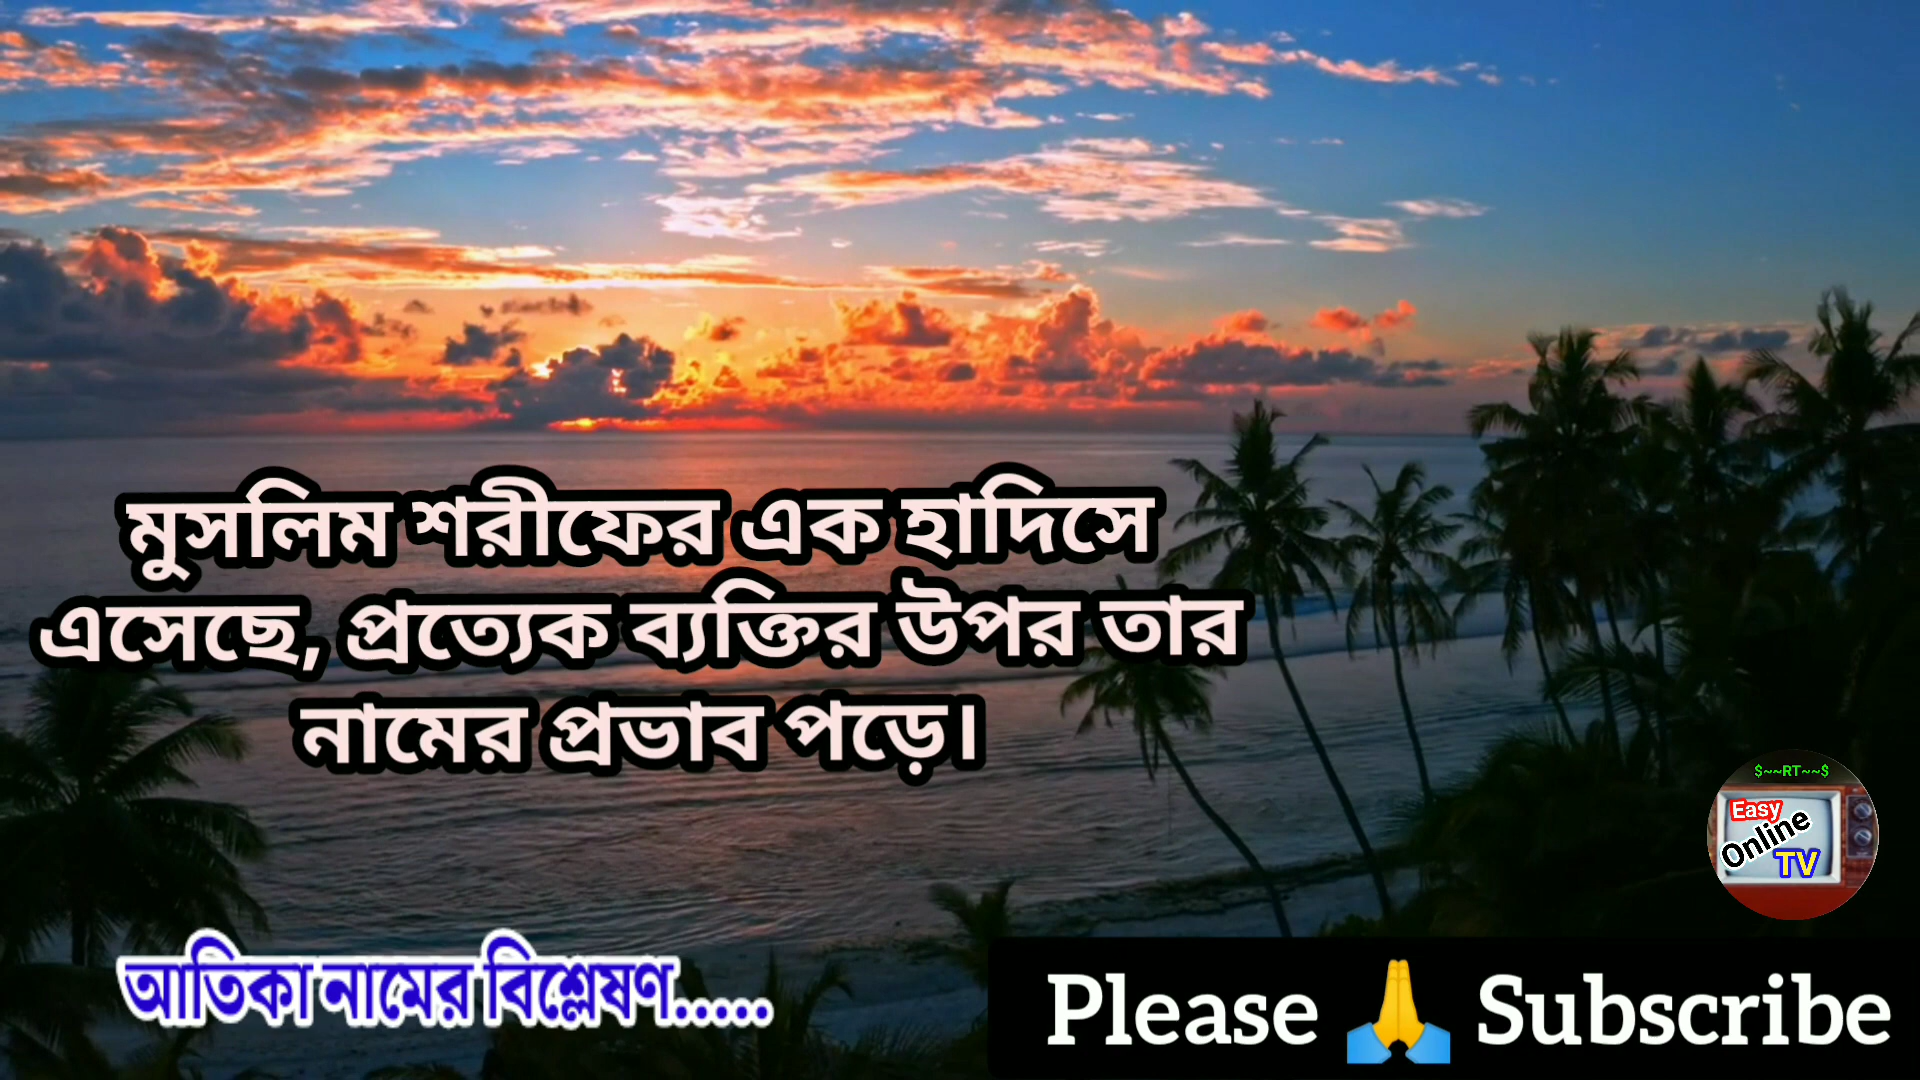 মুসলিম শরীফের এক হাদিসে
এসেছে, প্রত্যেক ব্যক্তির উপর তার
নামের প্রভাব পড়ে।
$~~RT~~$
Easy
Online
TV
আতিকা নামের বিশ্লেষণ.....
Please 🙏 Subscribe